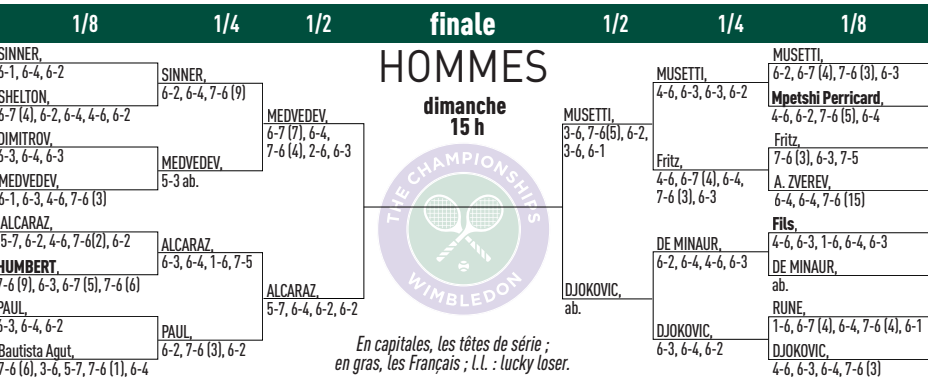 1/8 1/4 1/2 finale 1/2 1/4 1/8
HOMMES
dimanche
15 h
SINNER,
6-1, 6-4, 6-2
SHELTON,
6-7 (4), 6-2, 6-4, 4-6, 6-2
DIMITROV,
6-3, 6-4, 6-3
MEDVEDEV,
6-1, 6-3, 4-6, 7-6 (3)
ALCARAZ,
5-7, 6-2, 4-6, 7-6(2), 6-2
HUMBERT,
7-6 (9), 6-3, 6-7 (5), 7-6 (6)
PAUL,
6-3, 6-4, 6-2
Bautista Agut,
7-6 (6), 3-6, 5-7, 7-6 (1), 6-4
SINNER,
6-2, 6-4, 7-6 (9)
MEDVEDEV,
5-3 ab.
ALCARAZ,
6-3, 6-4, 1-6, 7-5
PAUL,
6-2, 7-6 (3), 6-2
MEDVEDEV,
6-7 (7), 6-4,
7-6 (4), 2-6, 6-3
ALCARAZ,
5-7, 6-4, 6-2, 6-2
THE CHAMPIONSHIPS
WIMBLEDON
En capitales, les têtes de série ;
en gras, les Français ; l.l. : lucky loser.
MUSETTI,
3-6, 7-6(5), 6-2,
3-6, 6-1
DJOKOVIC,
ab.
MUSETTI,
4-6, 6-3, 6-3, 6-2
Fritz,
4-6, 6-7 (4), 6-4,
7-6 (3), 6-3
DE MINAUR,
6-2, 6-4, 4-6, 6-3
DJOKOVIC,
6-3, 6-4, 6-2
MUSETTI,
6-2, 6-7 (4), 7-6 (3), 6-3
Mpetshi Perricard,
4-6, 6-2, 7-6 (5), 6-4
Fritz,
7-6 (3), 6-3, 7-5
A. ZVEREV,
6-4, 6-4, 7-6 (15)
Fils,
4-6, 6-3, 1-6, 6-4, 6-3
DE MINAUR,
ab.
RUNE,
1-6, 6-7 (4), 6-4, 7-6 (4), 6-1
DJOKOVIC,
4-6, 6-3, 6-4, 7-6 (3)